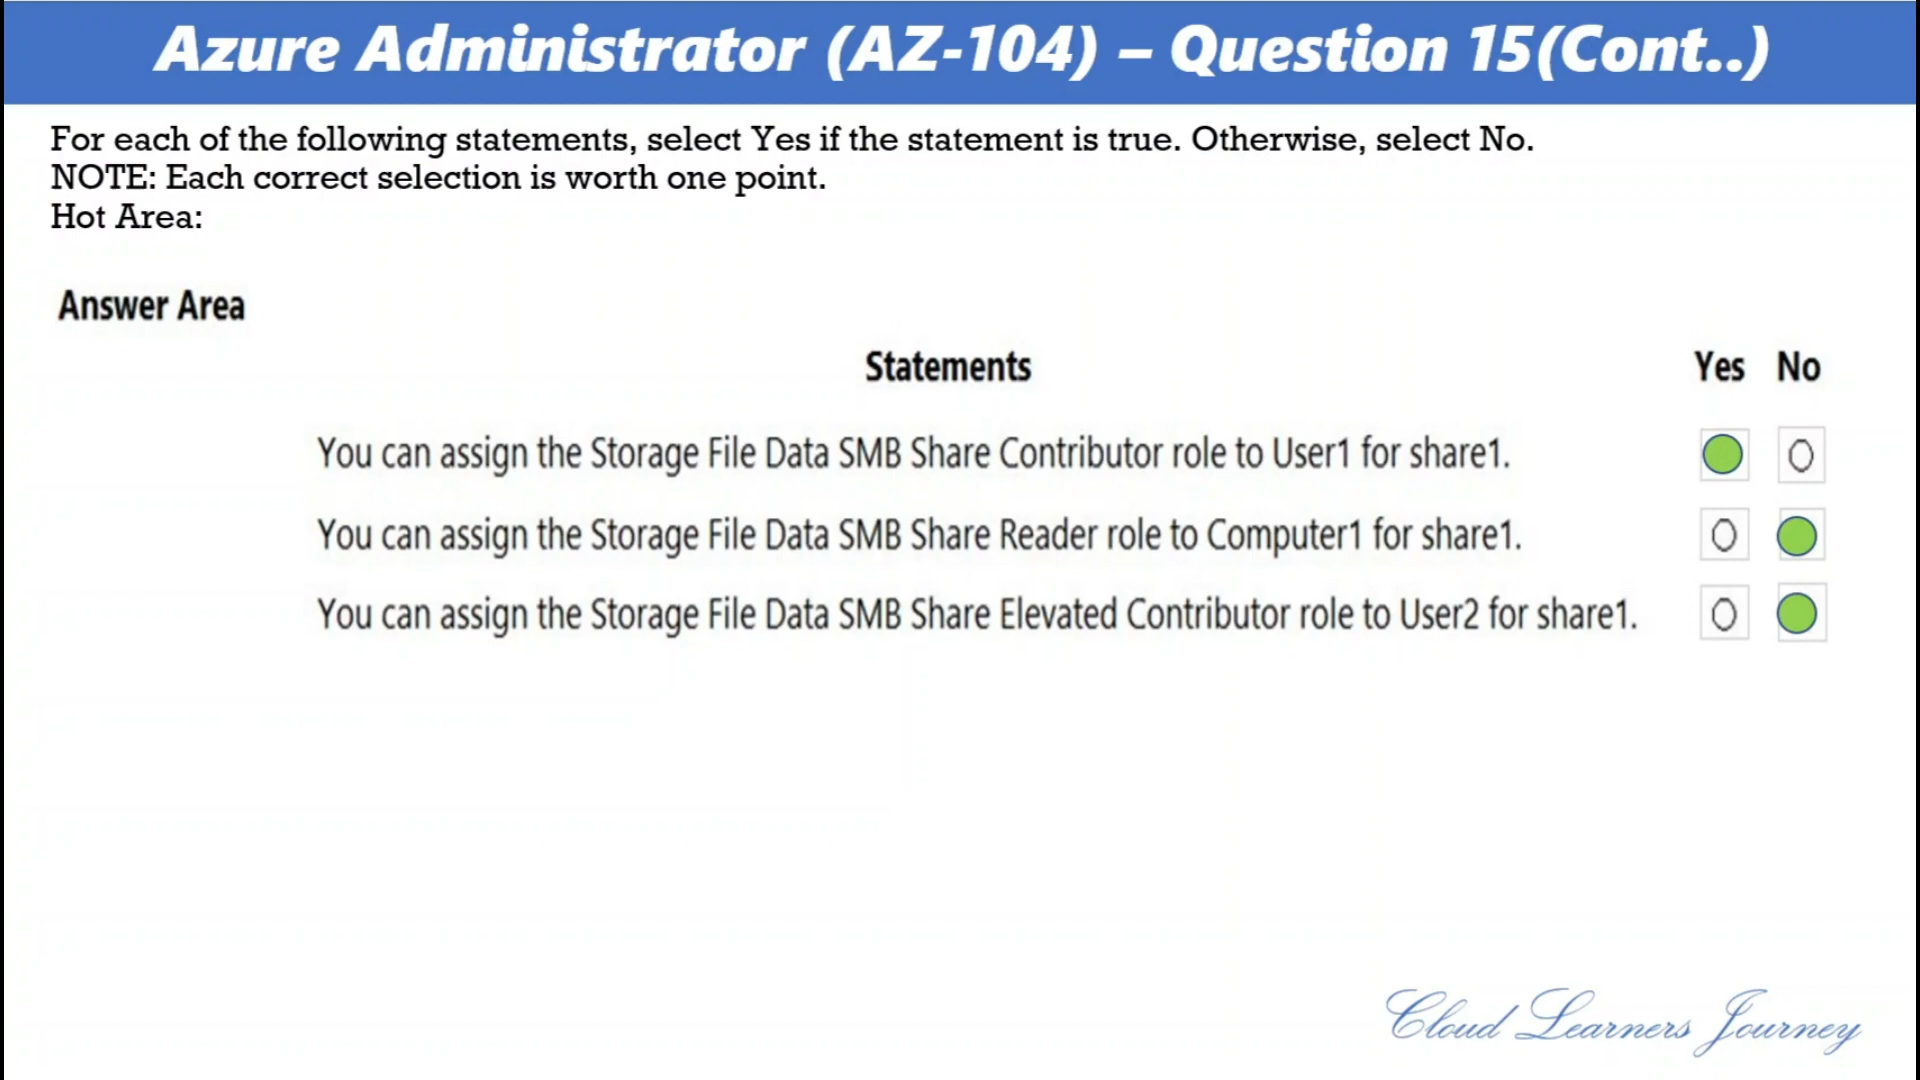 Azure Administrator (AZ-104) – Question 15(Cont..)
For each of the following statements, select Yes if the statement is true. Otherwise, select No.
NOTE: Each correct selection is worth one point.
Hot Area:
Answer Area
Statements Yes No
You can assign the Storage File Data SMB Share Contributor role to User1 for share1.
You can assign the Storage File Data SMB Share Reader role to Computer1 for share1.
You can assign the Storage File Data SMB Share Elevated Contributor role to User2 for share1.
Cloud Learners Journey